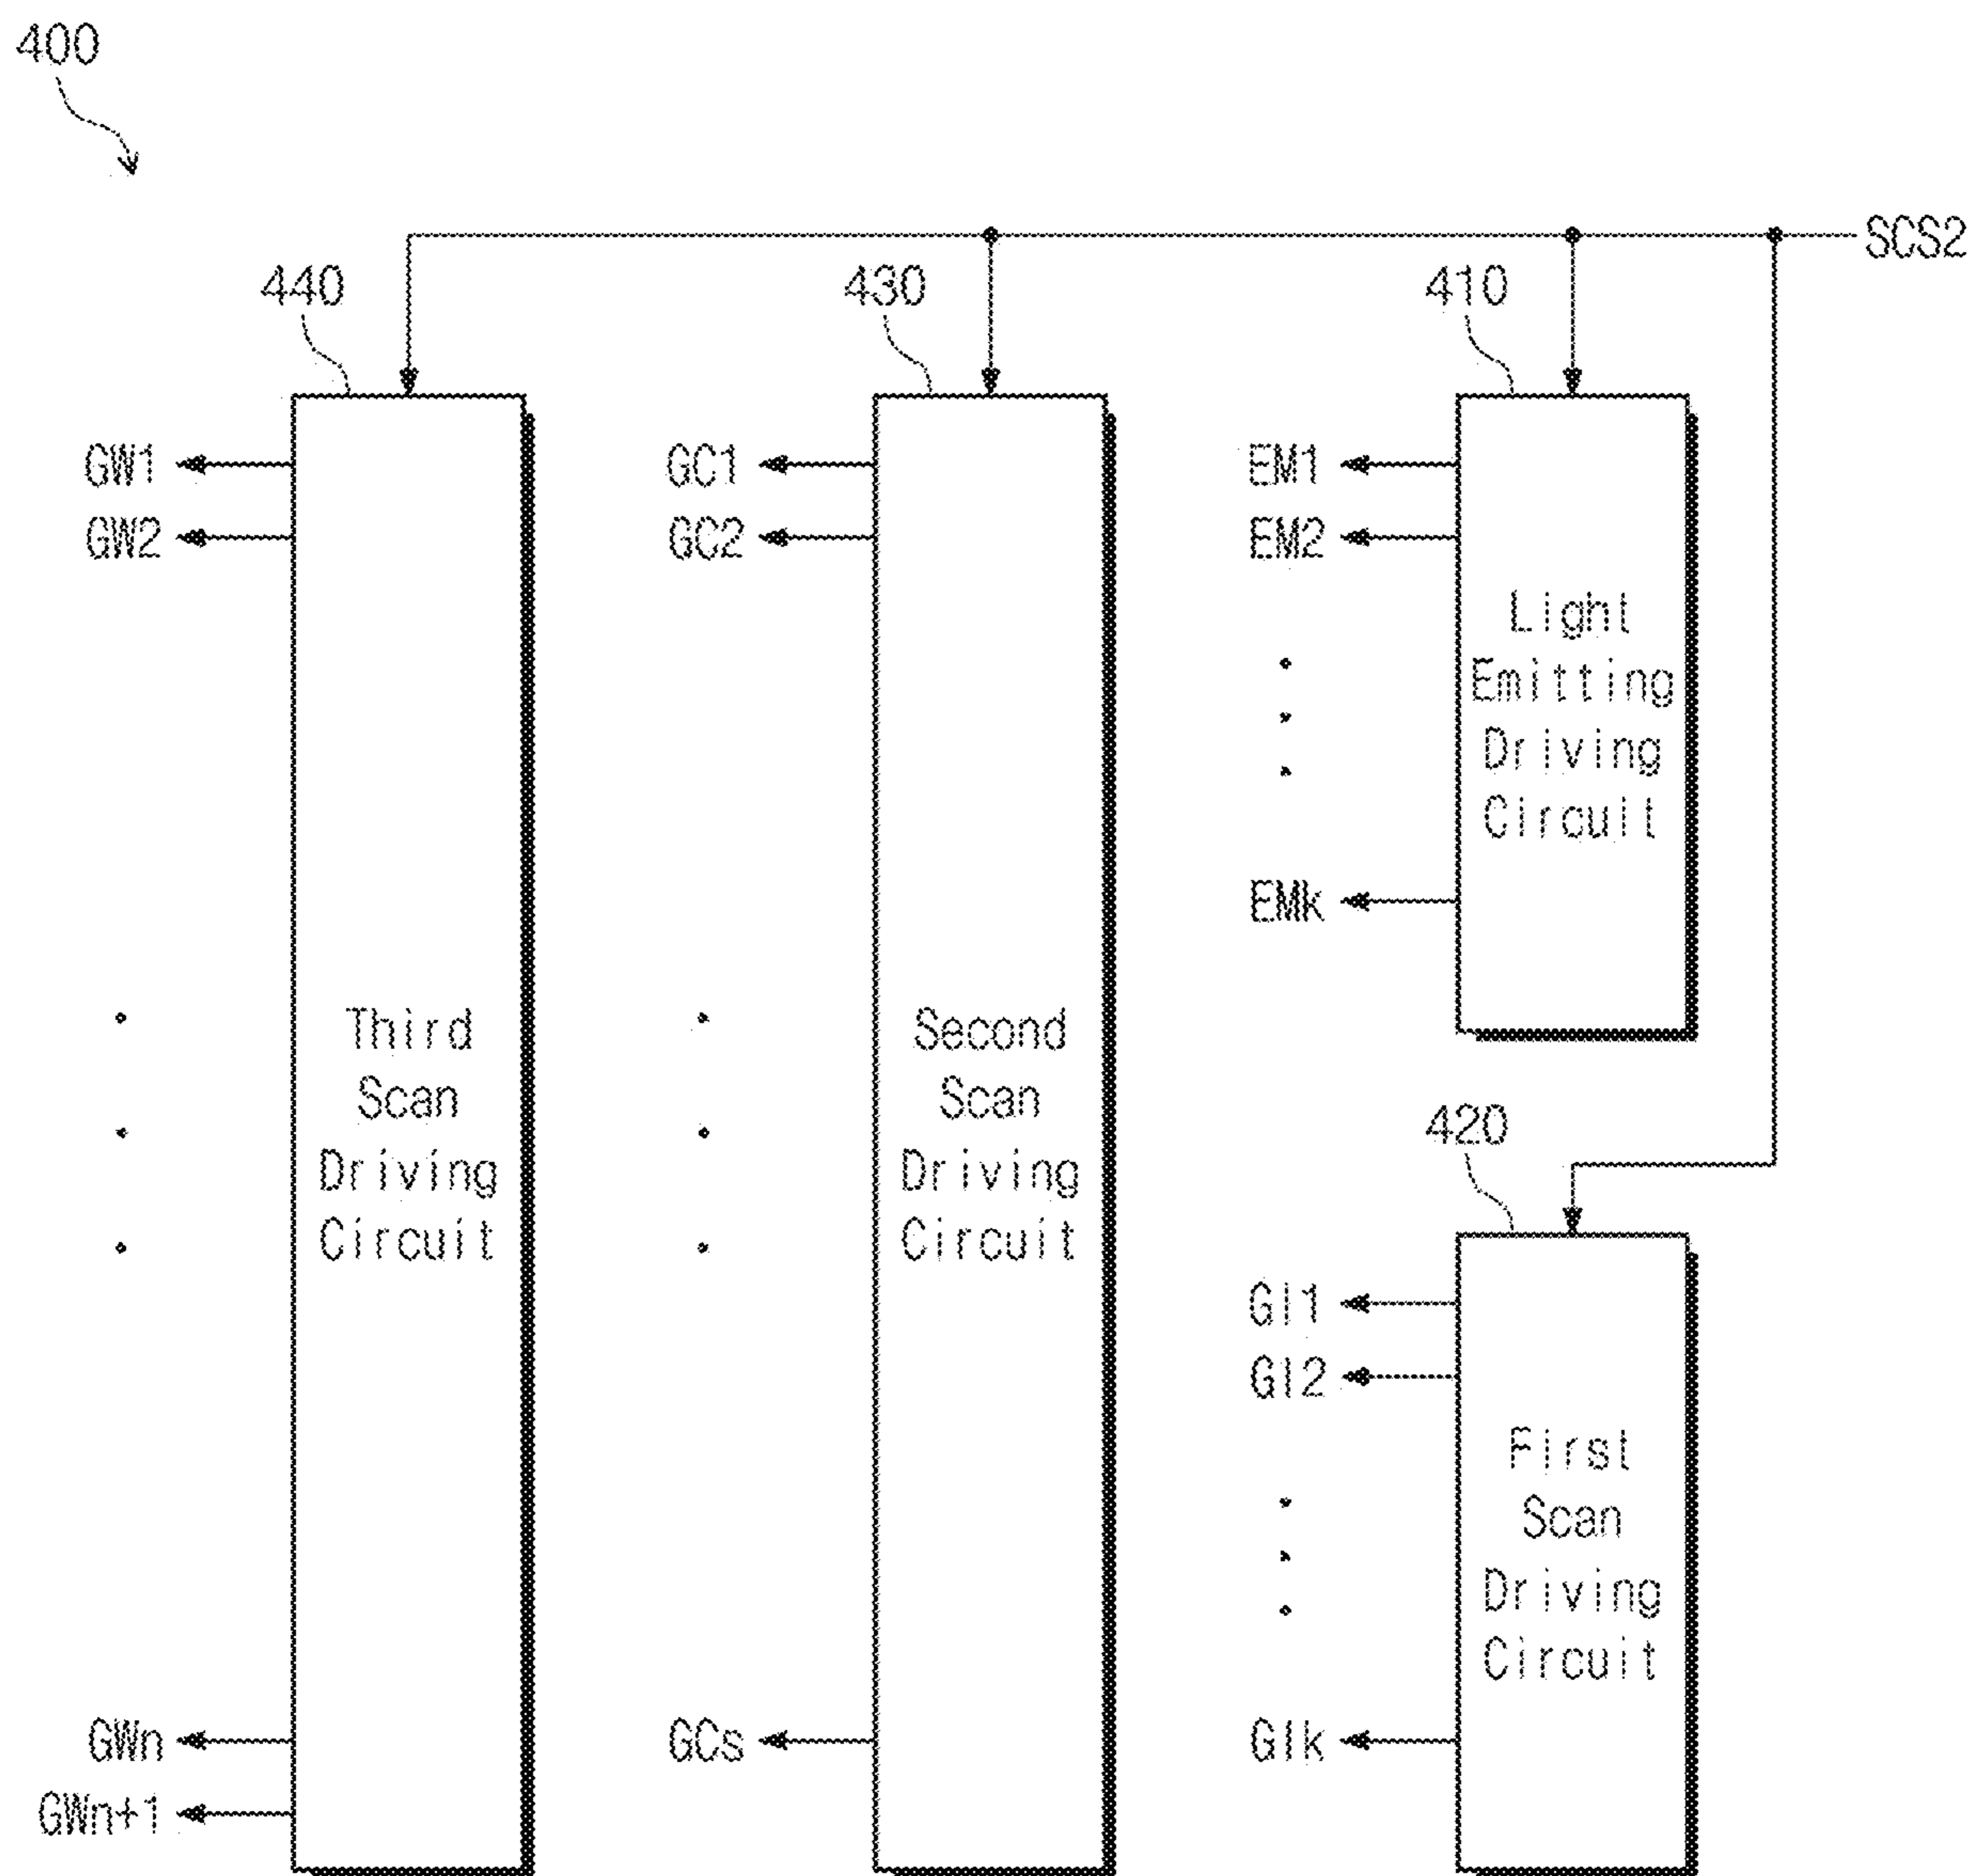 400
SCS2
440
430
410
GW1
GW2
GC1
GC2
EM1
EM2
Light
Emitting
Driving
Circuit
EMk
Third
Scan
Driving
Circuit
Second
Scan
Driving
Circuit
420
GI1
GI2
First
Scan
Driving
Circuit
GWn
GWn+1
GCs
GIk